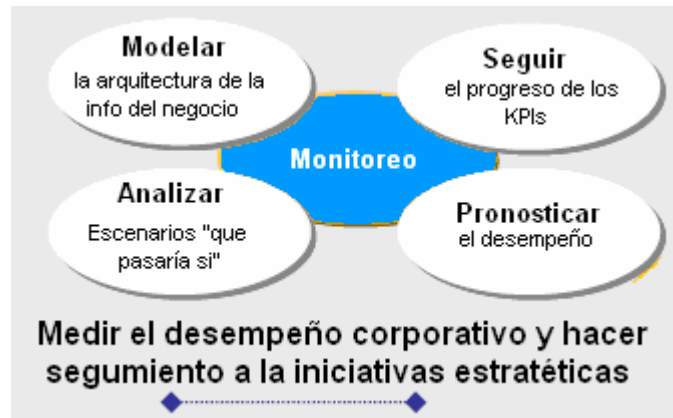 Modelar
la arquitectura de la
info del negocio
Seguir
el progreso de los
KPIs
Monitoreo
Analizar
Escenarios "que
pasaría si"
Pronosticar
el desempeño
Medir el desempeño corporativo y hacer
segumiento a la iniciativas estratéticas